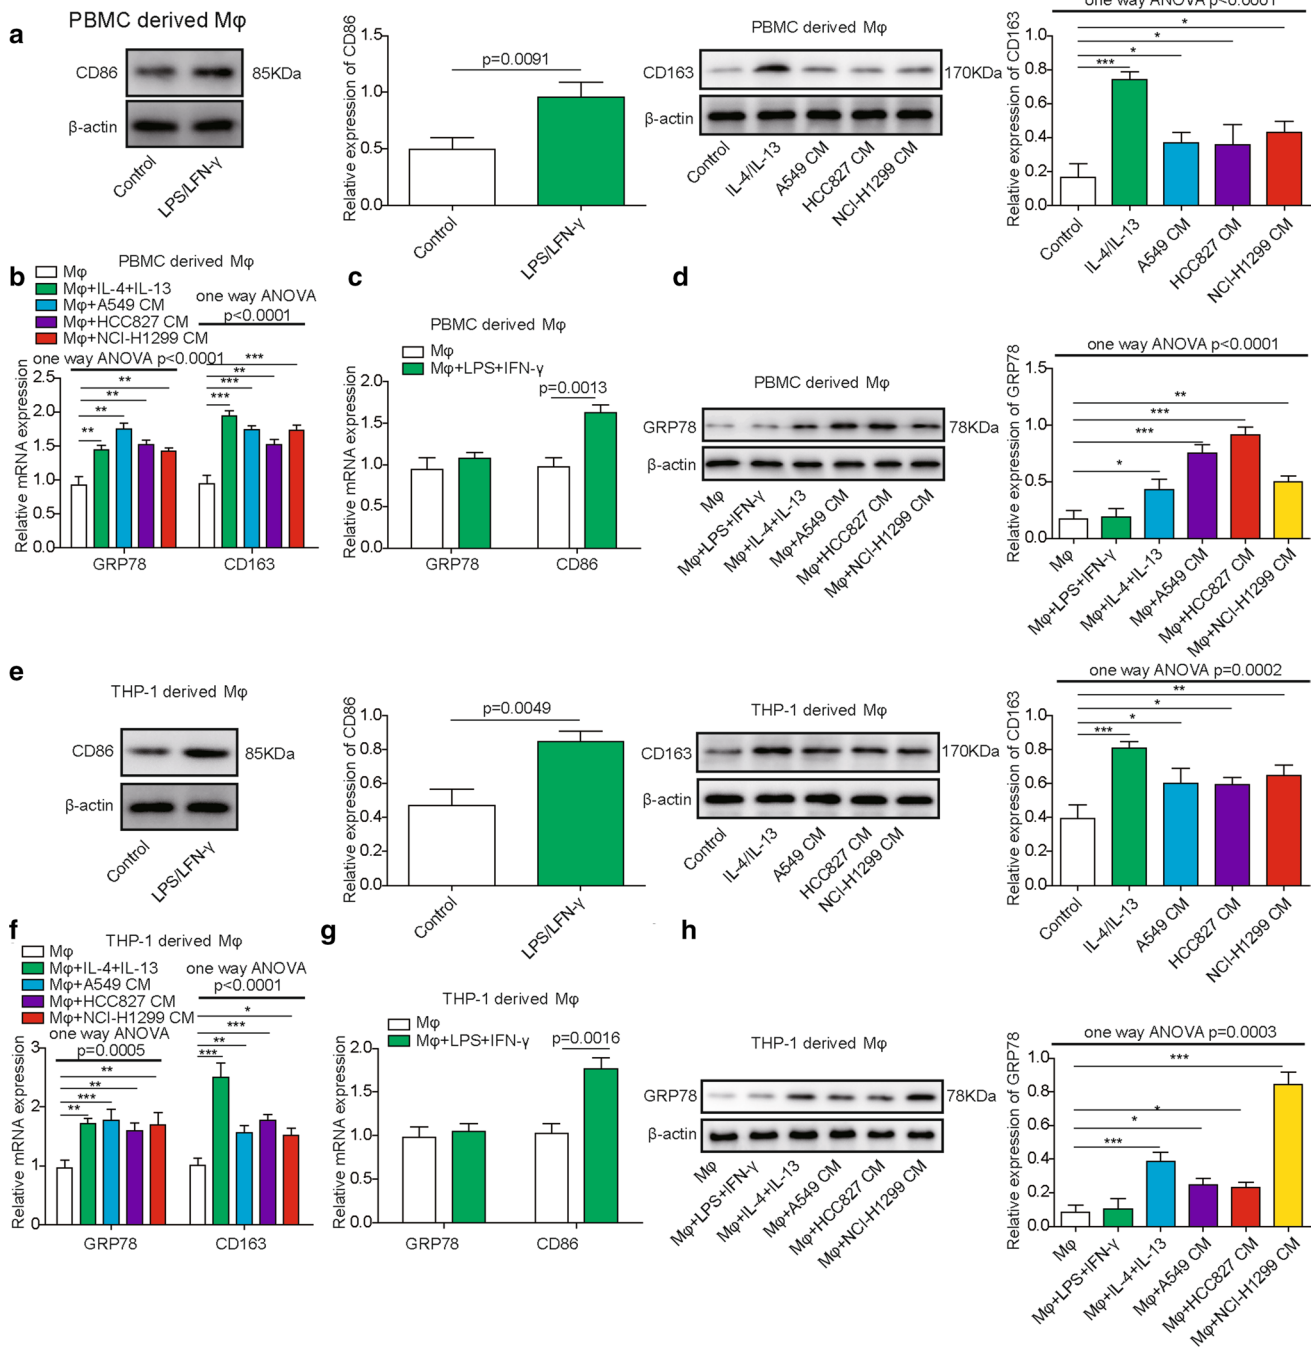 a
PBMC derived Mφ
CD86
85KDa
β-actin
Control
LPS/LFN-γ
Relative expression of CD86
1.5
1.0
0.5
0.0
p=0.0091
Control
LPS/LFN-γ
PBMC derived Mφ
CD163
170KDa
β-actin
Control
IL-4/IL-13
A549 CM
HCC827 CM
NCI-H1299 CM
one way ANOVA p<0.0001
Relative expression of CD163
1.0
0.8
0.6
0.4
0.2
0.0
*
*
*
***
Control
IL-4/IL-13
A549 CM
HCC827 CM
NCI-H1299 CM
b
PBMC derived Mφ
Mφ
Mφ+IL-4+IL-13
Mφ+A549 CM
Mφ+HCC827 CM
Mφ+NCI-H1299 CM
one way ANOVA
p<0.0001
one way ANOVA p<0.0001
Relative mRNA expression
2.5
2.0
1.5
1.0
0.5
0.0
**
**
**
**
***
**
***
***
GRP78
CD163
c
PBMC derived Mφ
Mφ
Mφ+LPS+IFN-γ
p=0.0013
Relative mRNA expression
2.0
1.5
1.0
0.5
0.0
GRP78
CD86
d
PBMC derived Mφ
GRP78
78KDa
β-actin
Mφ
Mφ+LPS+IFN-γ
Mφ+IL-4+IL-13
Mφ+A549 CM
Mφ+HCC827 CM
Mφ+NCI-H1299 CM
one way ANOVA p<0.0001
Relative expression of GRP78
1.5
1.0
0.5
0.0
**
***
***
*
Mφ
Mφ+LPS+IFN-γ
Mφ+IL-4+IL-13
Mφ+A549 CM
Mφ+HCC827 CM
Mφ+NCI-H1299 CM
e
THP-1 derived Mφ
CD86
85KDa
β-actin
Control
LPS/LFN-γ
Relative expression of CD86
1.0
0.8
0.6
0.4
0.2
0.0
p=0.0049
Control
LPS/LFN-γ
THP-1 derived Mφ
CD163
170KDa
β-actin
Control
IL-4/IL-13
A549 CM
HCC827 CM
NCI-H1299 CM
one way ANOVA p=0.0002
Relative expression of CD163
1.0
0.8
0.6
0.4
0.2
0.0
**
*
*
***
Control
IL-4/IL-13
A549 CM
HCC827 CM
NCI-H1299 CM
f
THP-1 derived Mφ
Mφ
Mφ+IL-4+IL-13
Mφ+A549 CM
Mφ+HCC827 CM
Mφ+NCI-H1299 CM
one way ANOVA
p<0.0001
one way ANOVA
p=0.0005
Relative mRNA expression
3
2
1
0
**
**
***
**
*
***
**
***
GRP78
CD163
g
THP-1 derived Mφ
Mφ
Mφ+LPS+IFN-γ
p=0.0016
Relative mRNA expression
2.0
1.5
1.0
0.5
0.0
GRP78
CD86
h
THP-1 derived Mφ
GRP78
78KDa
β-actin
Mφ
Mφ+LPS+IFN-γ
Mφ+IL-4+IL-13
Mφ+A549 CM
Mφ+HCC827 CM
Mφ+NCI-H1299 CM
one way ANOVA p=0.0003
Relative expression of GRP78
1.0
0.8
0.6
0.4
0.2
0.0
***
*
*
***
Mφ
Mφ+LPS+IFN-γ
Mφ+IL-4+IL-13
Mφ+A549 CM
Mφ+HCC827 CM
Mφ+NCI-H1299 CM